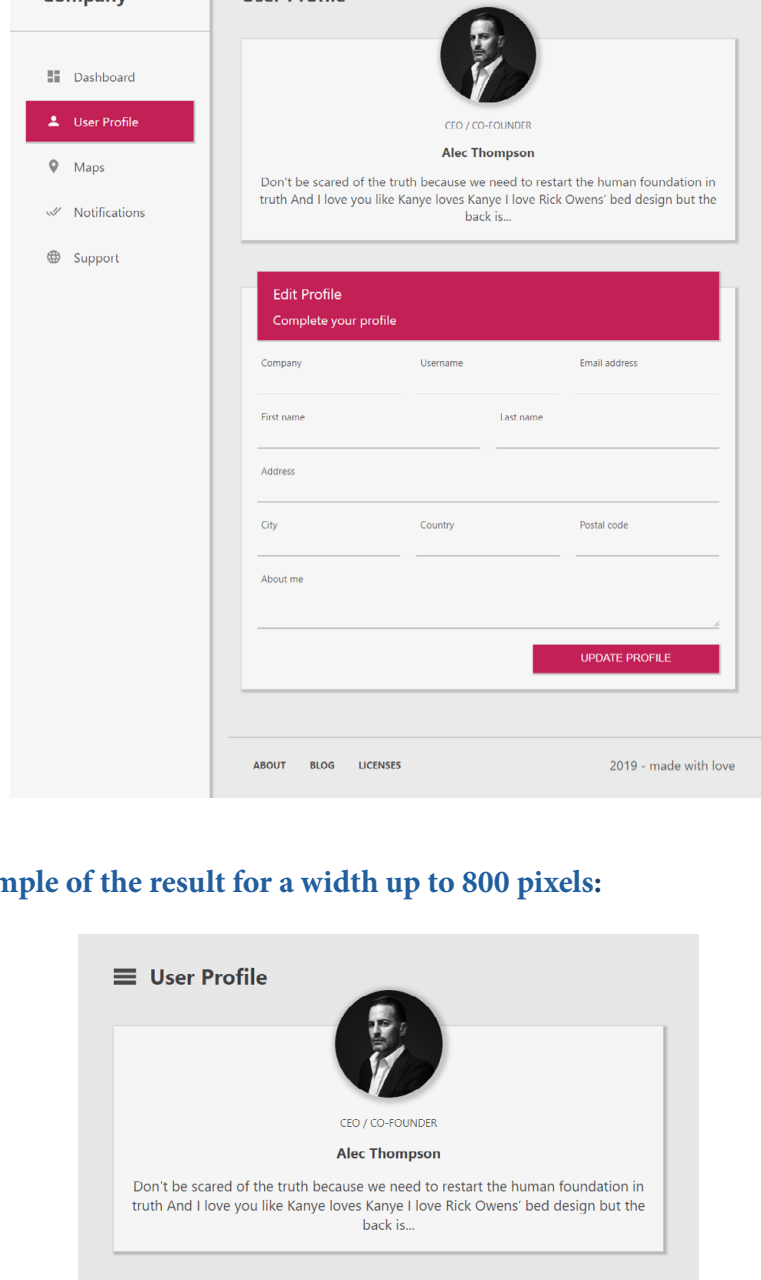 Company
User Profile
Dashboard
User Profile
Maps
Notifications
Support
CEO / CO-FOUNDER
Alec Thompson
Don't be scared of the truth because we need to restart the human foundation in
truth And I love you like Kanye loves Kanye I love Rick Owens' bed design but the
back is...
Edit Profile
Complete your profile
Company Username Email address
First name Last name
Address
City Country Postal code
About me
UPDATE PROFILE
ABOUT BLOG LICENSES 2019 - made with love
mple of the result for a width up to 800 pixels:
User Profile
CEO / CO-FOUNDER
Alec Thompson
Don't be scared of the truth because we need to restart the human foundation in
truth And I love you like Kanye loves Kanye I love Rick Owens' bed design but the
back is...